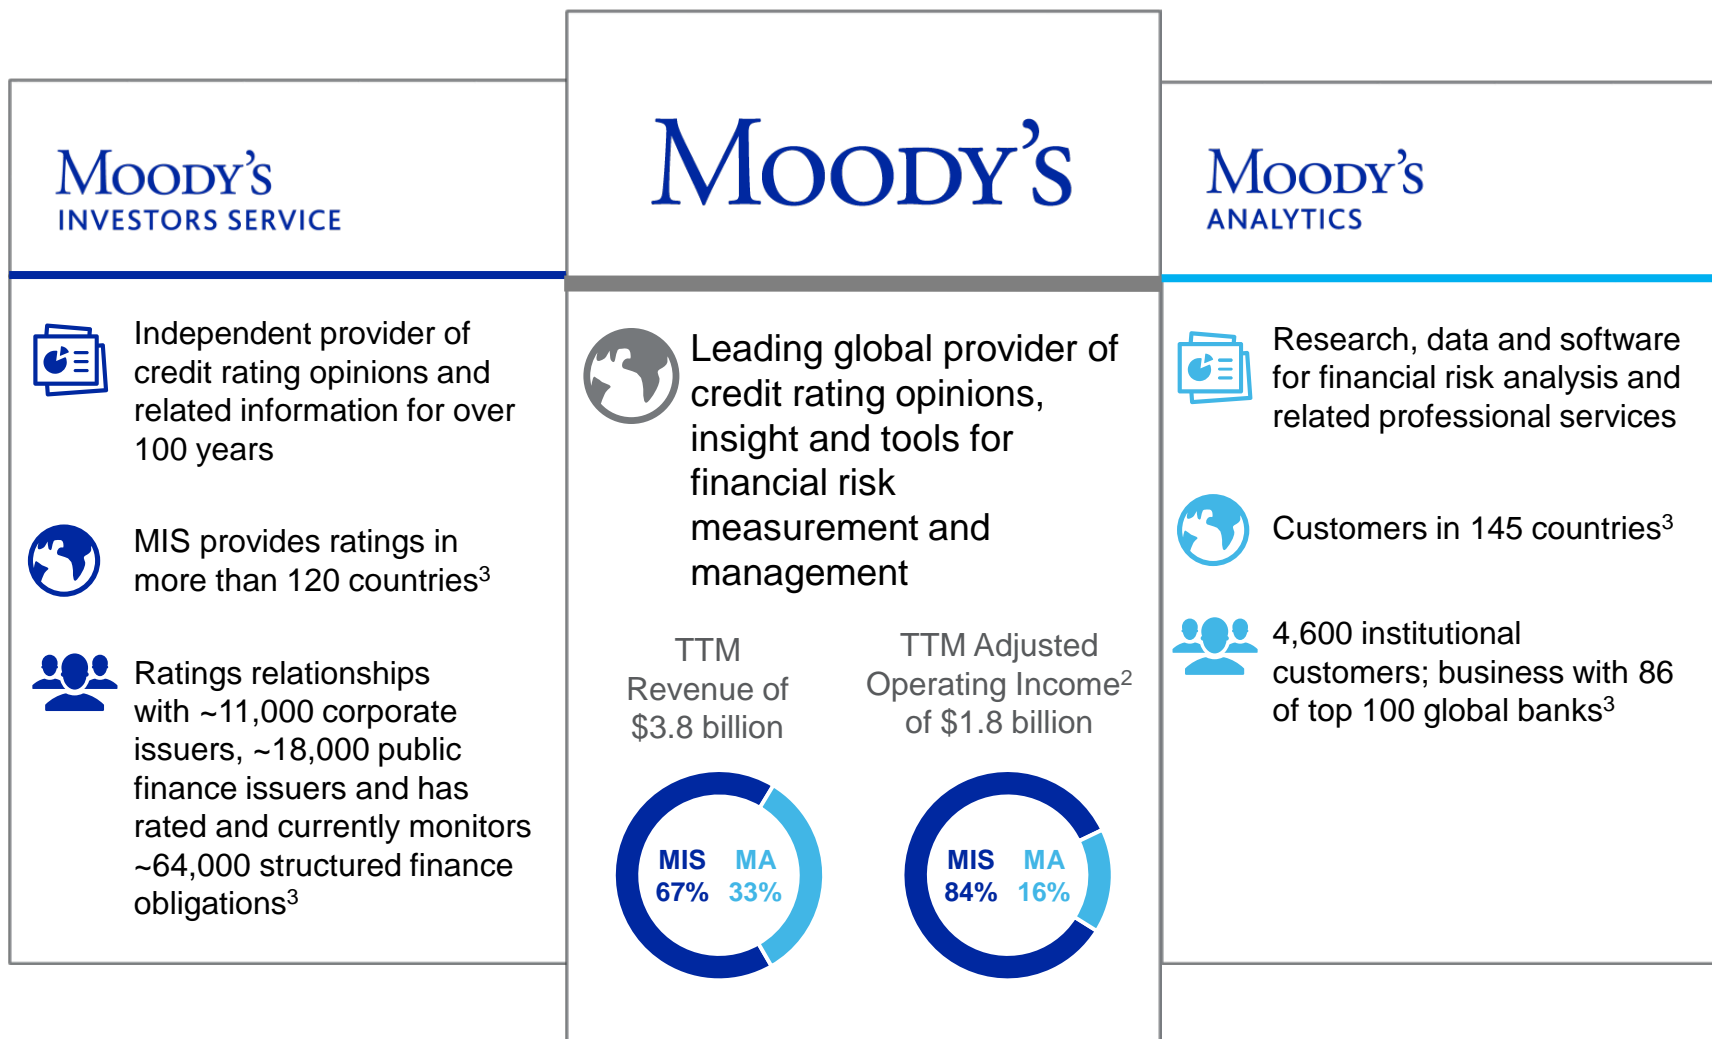 MOODY'S
INVESTORS SERVICE
Independent provider of
credit rating opinions and
related information for over
100 years
MIS provides ratings in
more than 120 countries3
Ratings relationships
with ~11,000 corporate
issuers, ~18,000 public
finance issuers and has
rated and currently monitors
~64,000 structured finance
obligations3
MOODY'S
Leading global provider of
credit rating opinions,
insight and tools for
financial risk
measurement and
management
TTM
Revenue of
$3.8 billion
MIS MA
67% 33%
TTM Adjusted
Operating Income2
of $1.8 billion
MIS MA
84% 16%
MOODY'S
ANALYTICS
Research, data and software
for financial risk analysis and
related professional services
Customers in 145 countries3
4,600 institutional
customers; business with 86
of top 100 global banks3